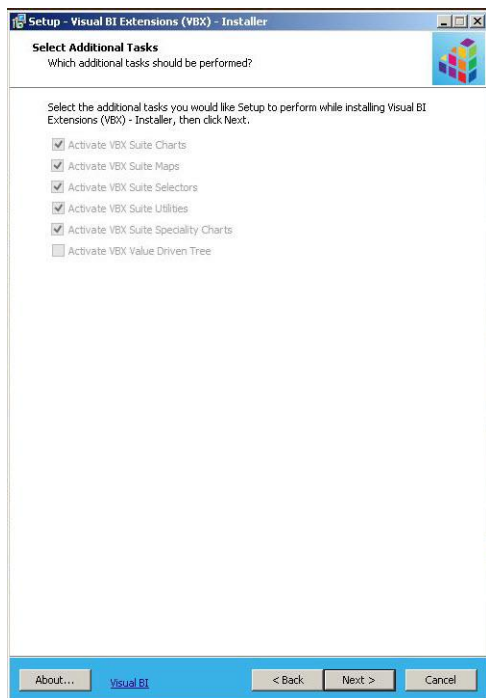 Setup - Visual BI Extensions (VBX) - Installer
Select Additional Tasks
Which additional tasks should be performed?
Select the additional tasks you would like Setup to perform while installing Visual BI
Extensions (VBX) - Installer, then click Next.
Activate VBX Suite Charts
Activate VBX Suite Maps
Activate VBX Suite Selectors
Activate VBX Suite Utilities
Activate VBX Suite Speciality Charts
Activate VBX Value Driven Tree
About... Visual BI < Back Next > Cancel